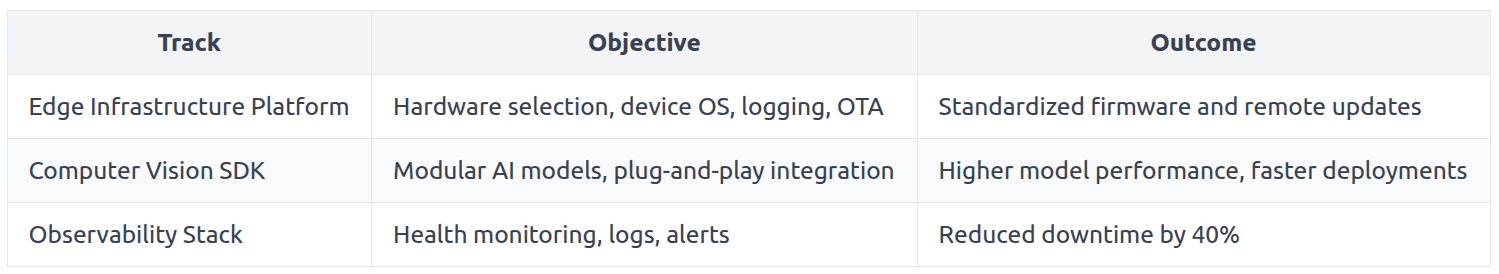 Track Objective Outcome
Edge Infrastructure Platform Hardware selection, device OS, logging, OTA Standardized firmware and remote updates
Computer Vision SDK Modular AI models, plug-and-play integration Higher model performance, faster deployments
Observability Stack Health monitoring, logs, alerts Reduced downtime by 40%